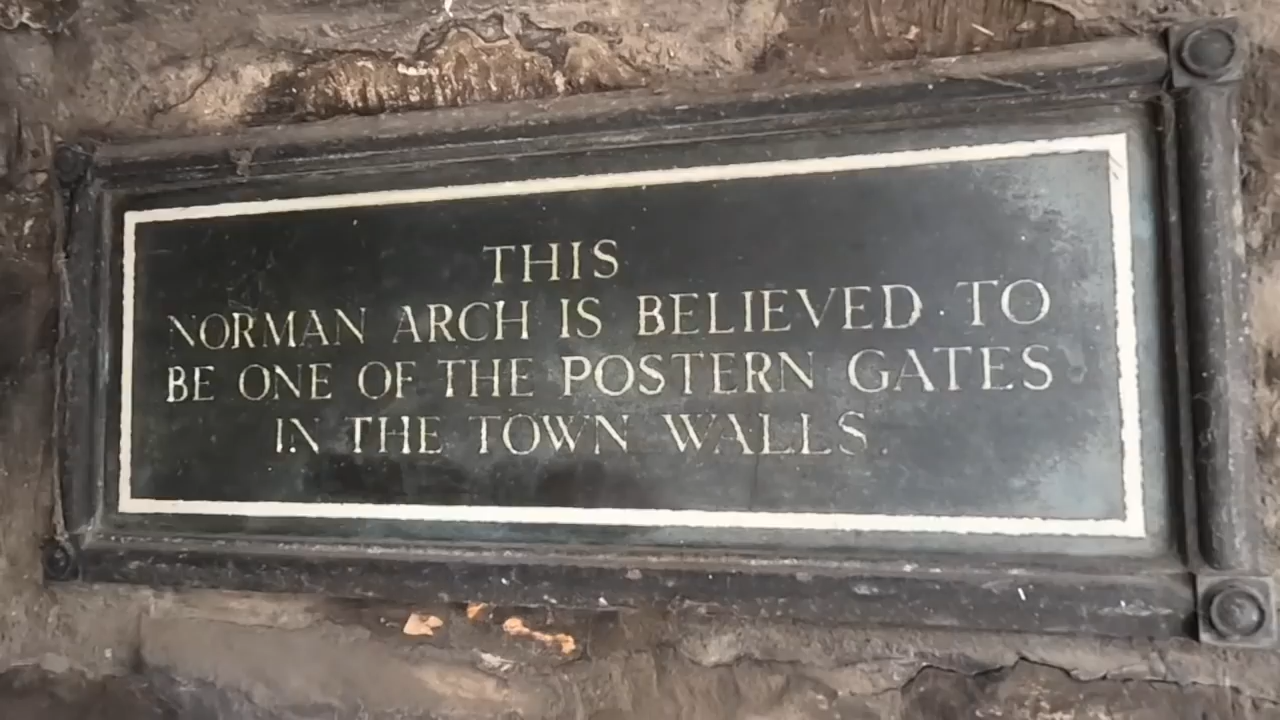 THIS
NORMAN ARCH IS BELIEVED TO
BE ONE OF THE POSTERN GATES
IN THE TOWN WALLS.